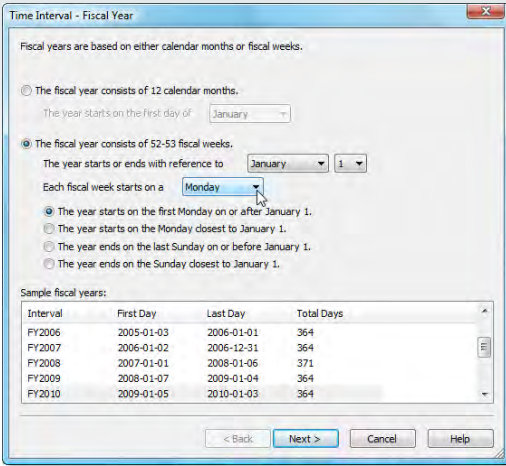 Time Interval - Fiscal Year
Fiscal years are based on either calendar months or fiscal weeks.
The fiscal year consists of 12 calendar months.
The year starts on the first day of January
The fiscal year consists of 52-53 fiscal weeks.
The year starts or ends with reference to January 1
Each fiscal week starts on a Monday
The year starts on the first Monday on or after January 1.
The year starts on the Monday closest to January 1.
The year ends on the last Sunday on or before January 1.
The year ends on the Sunday closest to January 1.
Sample fiscal years:
Interval First Day Last Day Total Days
FY2006 2005-01-03 2006-01-01 364
FY2007 2006-01-02 2006-12-31 364
FY2008 2007-01-01 2008-01-06 371
FY2009 2008-01-07 2009-01-04 364
FY2010 2009-01-05 2010-01-03 364
< Back Next > Cancel Help